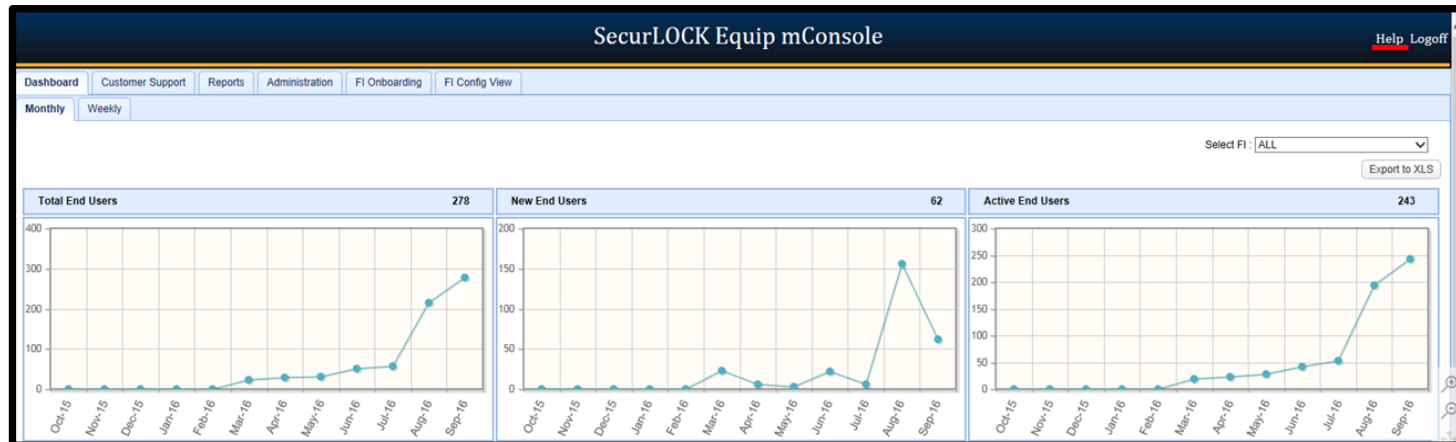 SecurLOCK Equip mConsole
Help Logoff
Dashboard Customer Support Reports Administration FI Onboarding FI Config View
Monthly Weekly
Select FI : ALL
Export to XLS
Total End Users 278 New End Users 62 Active End Users 243
400 200 300
300 150 250
200 100 200
100 50 150
0 0 100
50
0
Oct-15 Nov-15 Dec-15 Jan-16 Feb-16 Mar-16 Apr-16 May-16 Jun-16 Jul-16 Aug-16 Sep-16
Oct-15 Nov-15 Dec-15 Jan-16 Feb-16 Mar-16 Apr-16 May-16 Jun-16 Jul-16 Aug-16 Sep-16
Oct-15 Nov-15 Dec-15 Jan-16 Feb-16 Mar-16 Apr-16 May-16 Jun-16 Jul-16 Aug-16 Sep-16